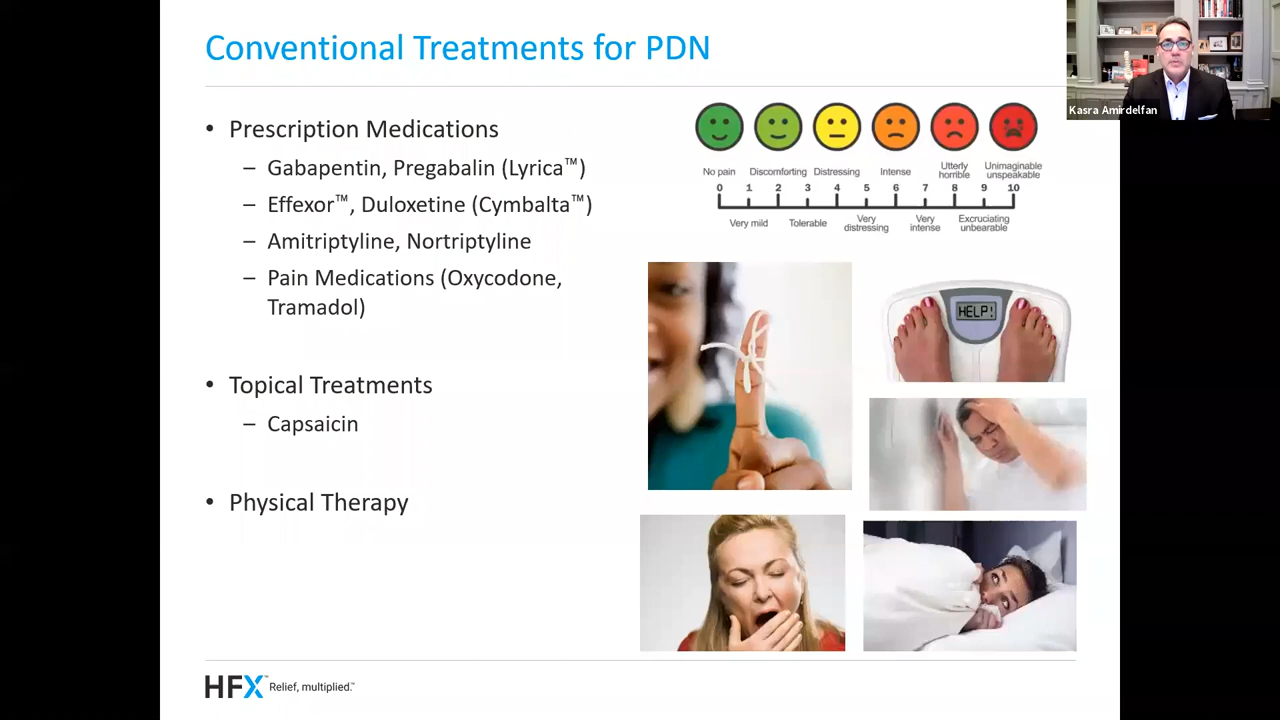 Conventional Treatments for PDN
Kasra Amirdelfan
• Prescription Medications
– Gabapentin, Pregabalin (Lyrica™)
– Effexor™, Duloxetine (Cymbalta™)
– Amitriptyline, Nortriptyline
– Pain Medications (Oxycodone,
Tramadol)
• Topical Treatments
– Capsaicin
• Physical Therapy
No pain Discomforting Distressing Intense Utterly horrible Unimaginable unspeakable
0 1 2 3 4 5 6 7 8 9 10
Very mild Tolerable Very distressing Very intense Excruciating unbearable
HELP!
HFX™ Relief, multiplied.™